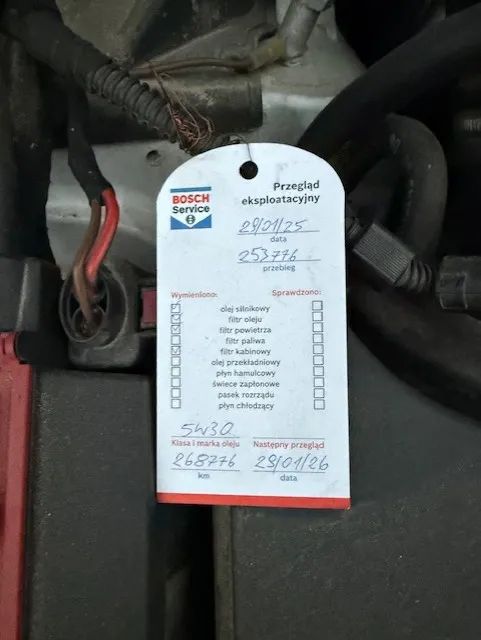 BOSCH
Service
Przegląd
eksploatacyjny
29/01/25
data
253776
przebieg
Wymieniono: Sprawdzono:
olej silnikowy
filtr oleju
filtr powietrza
filtr paliwa
filtr kabinowy
olej przekładniowy
płyn hamulcowy
świece zapłonowe
pasek rozrządu
płyn chłodzący
5W30
Klasa i marka oleju Następny przegląd
268776 29/01/26
km data